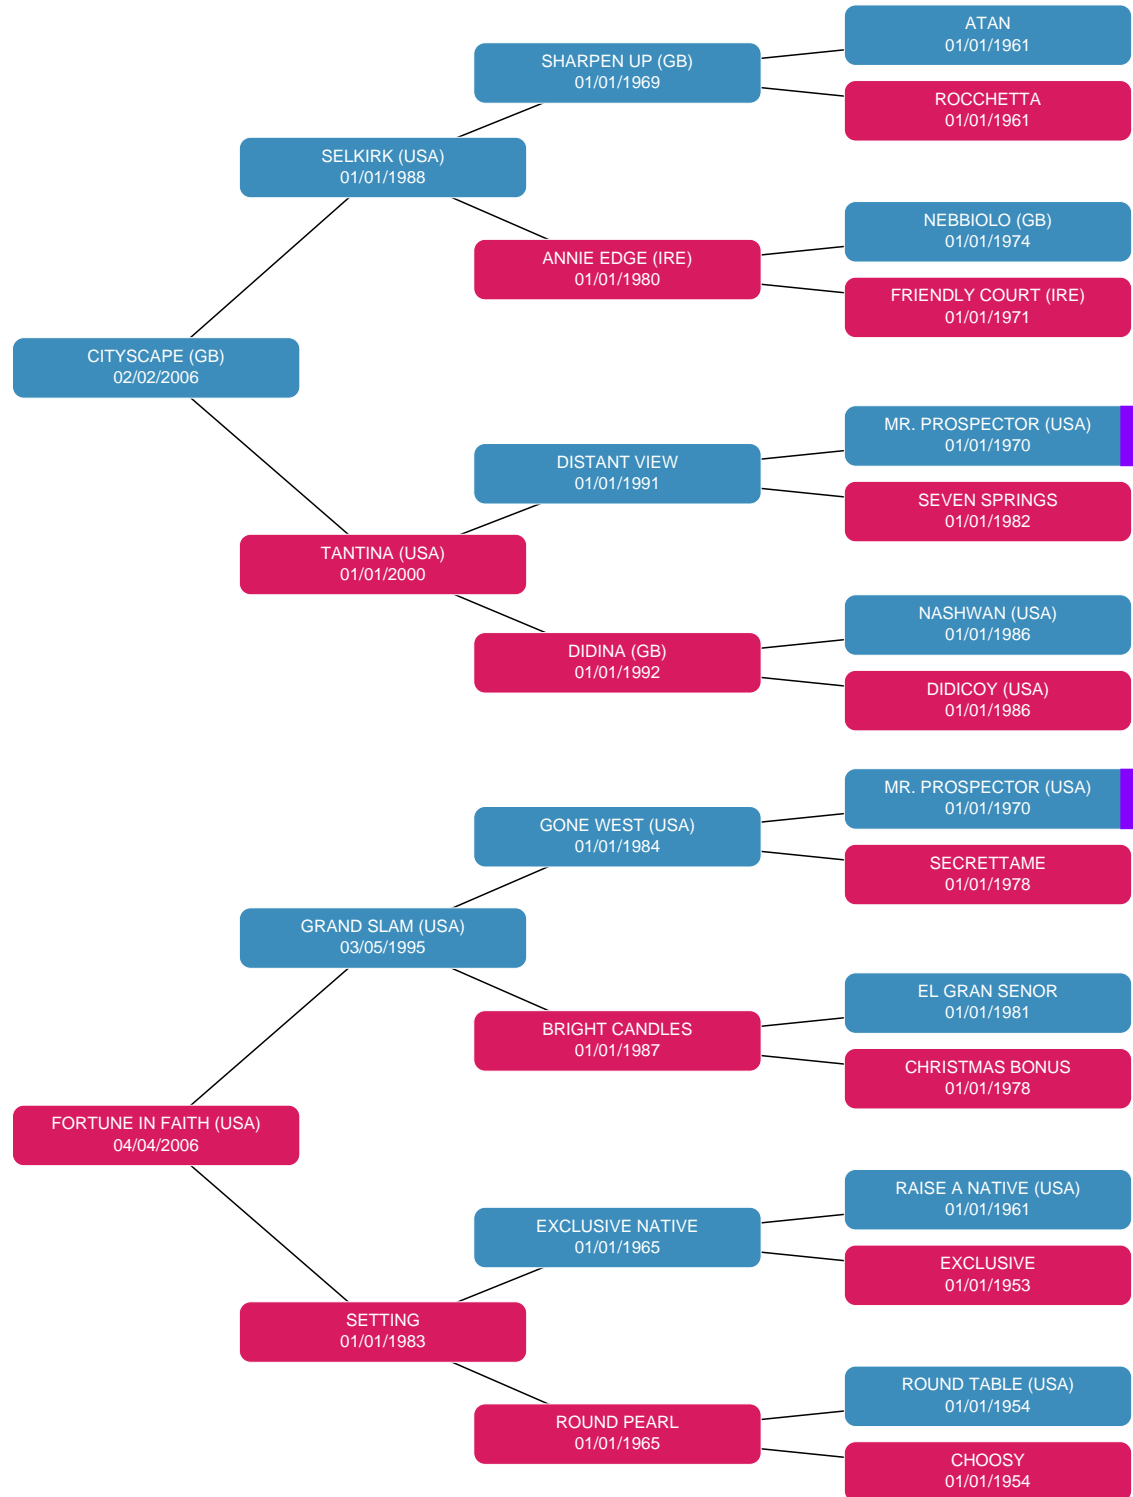 ATAN
01/01/1961
SHARPEN UP (GB)
01/01/1969
ROCCHETTA
01/01/1961
SELKIRK (USA)
01/01/1988
NEBBIOLO (GB)
01/01/1974
ANNIE EDGE (IRE)
01/01/1980
FRIENDLY COURT (IRE)
01/01/1971
CITYSCAPE (GB)
02/02/2006
MR. PROSPECTOR (USA)
01/01/1970
DISTANT VIEW
01/01/1991
SEVEN SPRINGS
01/01/1982
TANTINA (USA)
01/01/2000
NASHWAN (USA)
01/01/1986
DIDINA (GB)
01/01/1992
DIDICOY (USA)
01/01/1986
MR. PROSPECTOR (USA)
01/01/1970
GONE WEST (USA)
01/01/1984
SECRETTAME
01/01/1978
GRAND SLAM (USA)
03/05/1995
EL GRAN SENOR
01/01/1981
BRIGHT CANDLES
01/01/1987
CHRISTMAS BONUS
01/01/1978
FORTUNE IN FAITH (USA)
04/04/2006
RAISE A NATIVE (USA)
01/01/1961
EXCLUSIVE NATIVE
01/01/1965
EXCLUSIVE
01/01/1953
SETTING
01/01/1983
ROUND TABLE (USA)
01/01/1954
ROUND PEARL
01/01/1965
CHOOSY
01/01/1954